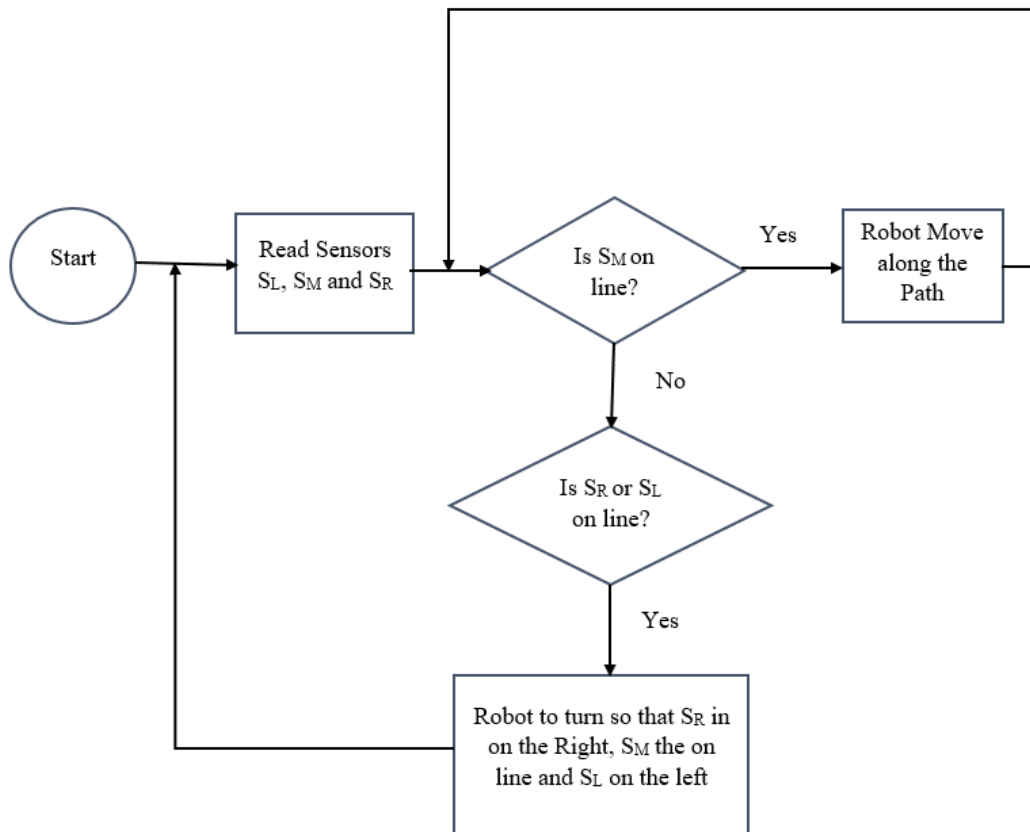 Start
Read Sensors
SL, SM and SR
Is SM on
line?
Yes
Robot Move
along the
Path
No
Is SR or SL
on line?
Yes
Robot to turn so that SR in
on the Right, SM the on
line and SL on the left